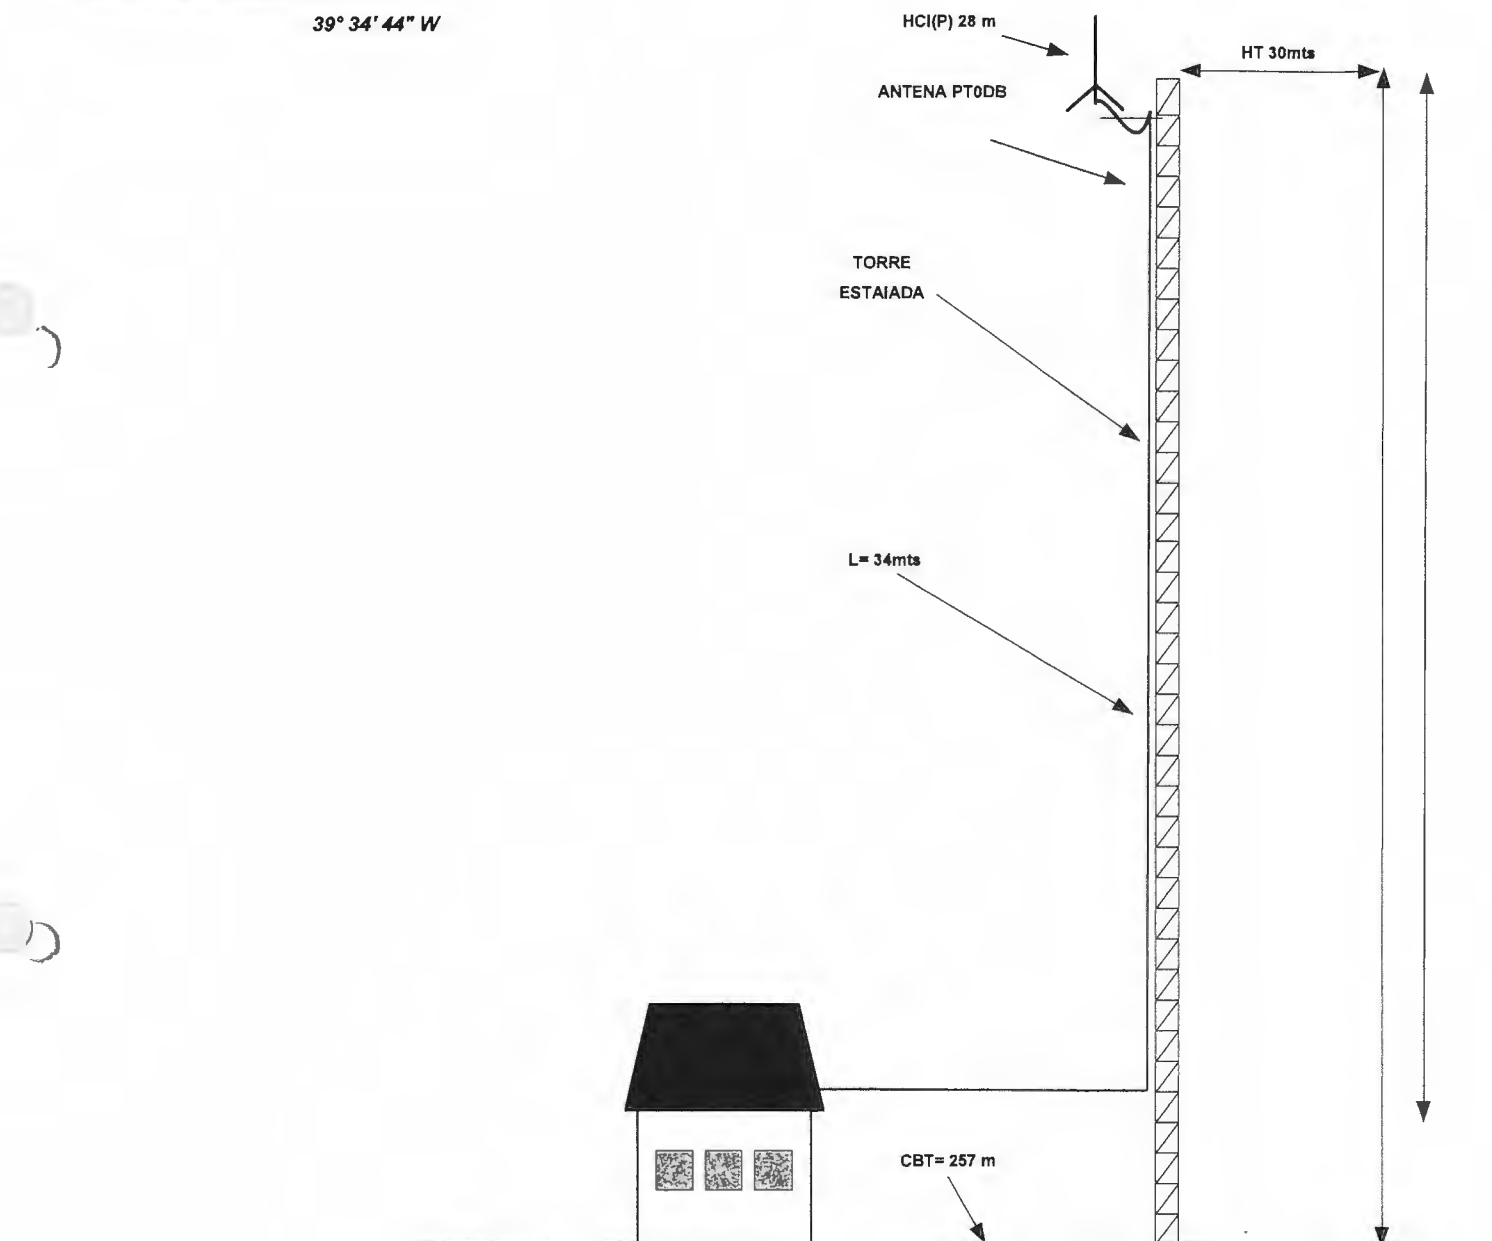 39° 34' 44" W
HCI(P) 28 m
HT 30mts
ANTENA PT0DB
TORRE
ESTAIADA
L= 34mts
CBT= 257 m